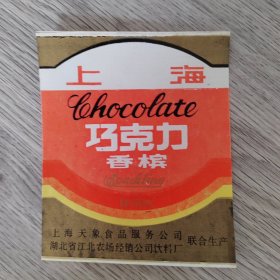 上海
Chocolate
巧克力
香槟
Sparkling
上海天象食品服务公司
湖北省江北农场经销公司饮料厂
联合生产